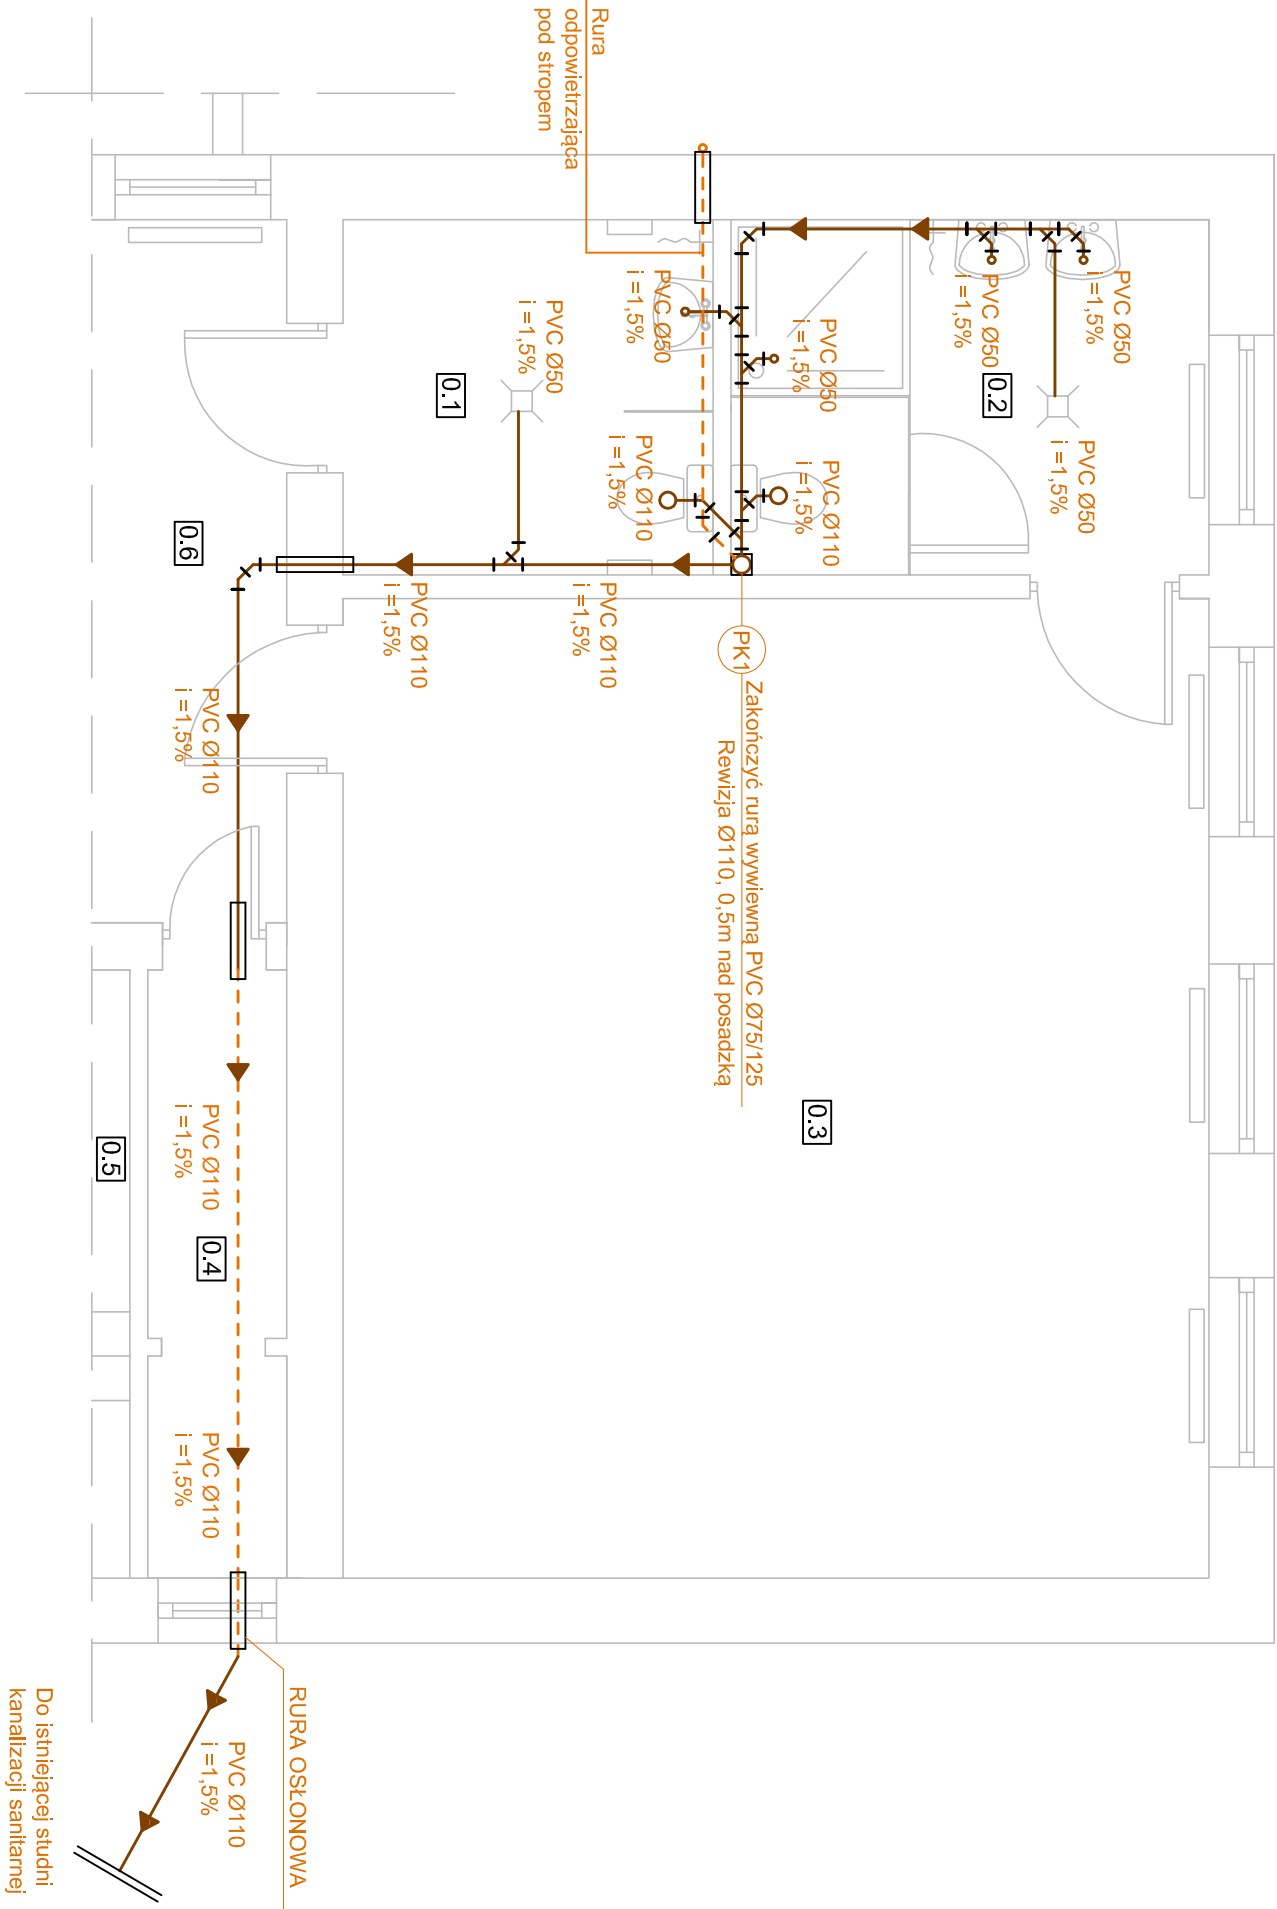 Rura
odpowietrzająca
pod stropem
PVC Ø50
i =1,5%
PVC Ø50
i =1,5%
PVC Ø50
i =1,5%
0.2
PVC Ø50
i =1,5%
PVC Ø50
i =1,5%
PVC Ø50
i =1,5%
0.1
PVC Ø110
i =1,5%
PVC Ø110
i =1,5%
0.6
PVC Ø110
i =1,5%
PVC Ø110
i =1,5%
PK1
Zakończyć rurą wywiewną PVC Ø75/125
Rewizja Ø110, 0,5m nad posadzką
PVC Ø110
i =1,5%
0.3
PVC Ø110
i =1,5%
0.5
0.4
PVC Ø110
i =1,5%
RURA OSŁONOWA
PVC Ø110
i =1,5%
Do istniejącej studni
kanalizacji sanitarnej